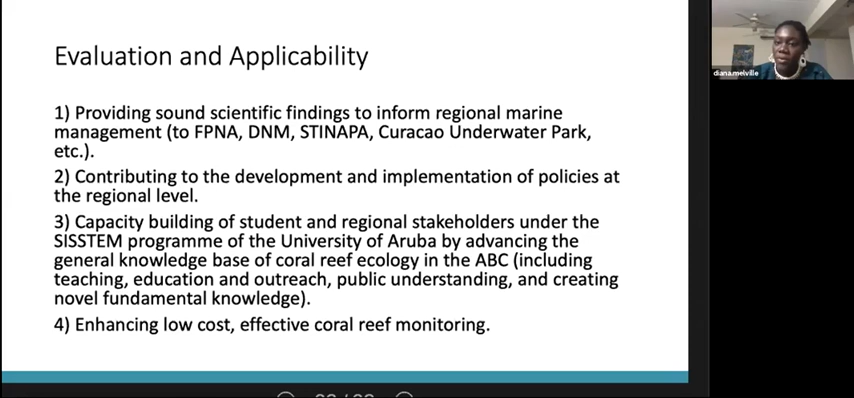 Evaluation and Applicability
1) Providing sound scientific findings to inform regional marine
management (to FPNA, DNM, STINAPA, Curacao Underwater Park,
etc.).
2) Contributing to the development and implementation of policies at
the regional level.
3) Capacity building of student and regional stakeholders under the
SISSTEM programme of the University of Aruba by advancing the
general knowledge base of coral reef ecology in the ABC (including
teaching, education and outreach, public understanding, and creating
novel fundamental knowledge).
4) Enhancing low cost, effective coral reef monitoring.
diana.melville